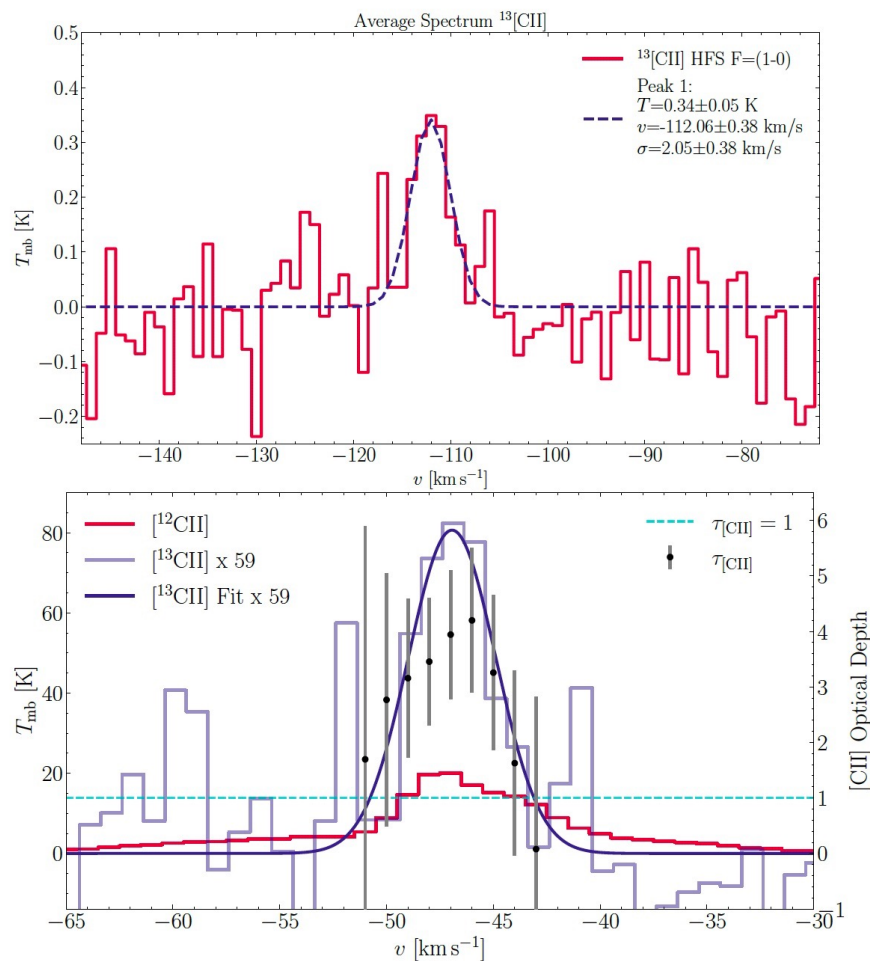 Average Spectrum ¹³[CII]
0.5
0.4
0.3
0.2
0.1
0.0
−0.1
−0.2
T_mb [K]
¹³[CII] HFS F=(1-0)
Peak 1:
T=0.34±0.05 K
v=-112.06±0.38 km/s
σ=2.05±0.38 km/s
−140 −130 −120 −110 −100 −90 −80
v [km s⁻¹]
80
60
40
20
0
T_mb [K]
[¹²CII]
[¹³CII] x 59
[¹³CII] Fit x 59
τ_[CII] = 1
τ_[CII]
6
5
4
3
2
1
0
−1
[CII] Optical Depth
−65 −60 −55 −50 −45 −40 −35 −30
v [km s⁻¹]